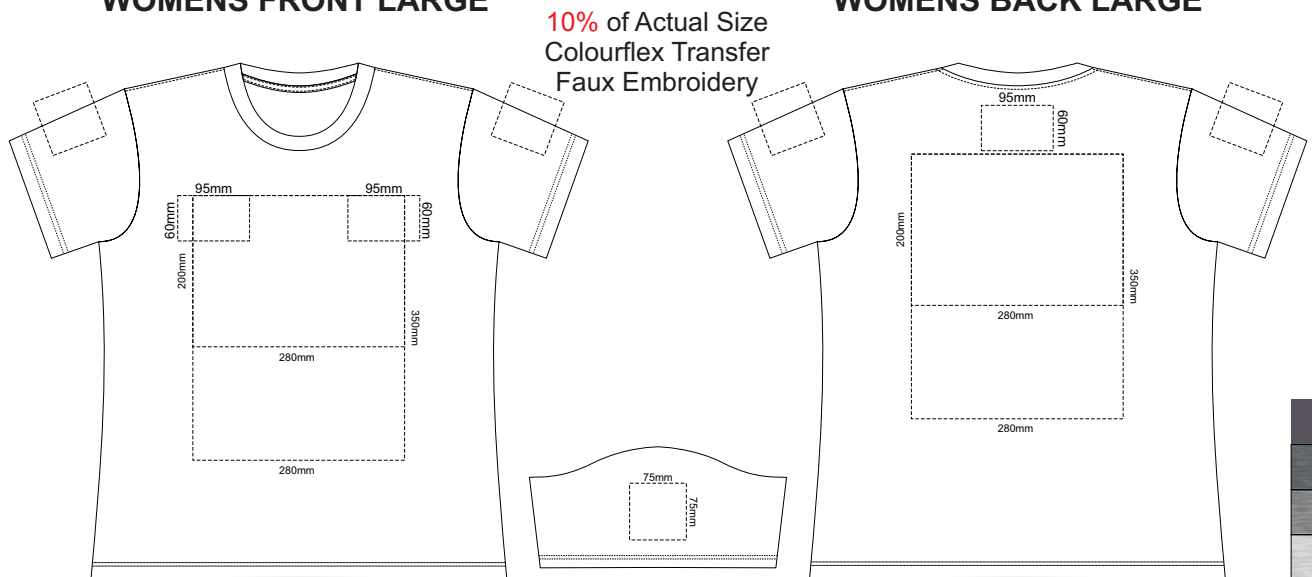 WOMENS FRONT LARGE
10% of Actual Size
Colourflex Transfer
Faux Embroidery
WOMENS BACK LARGE
95mm
95mm
60mm
60mm
200mm
350mm
280mm
280mm
75mm
75mm
95mm
60mm
200mm
350mm
280mm
280mm